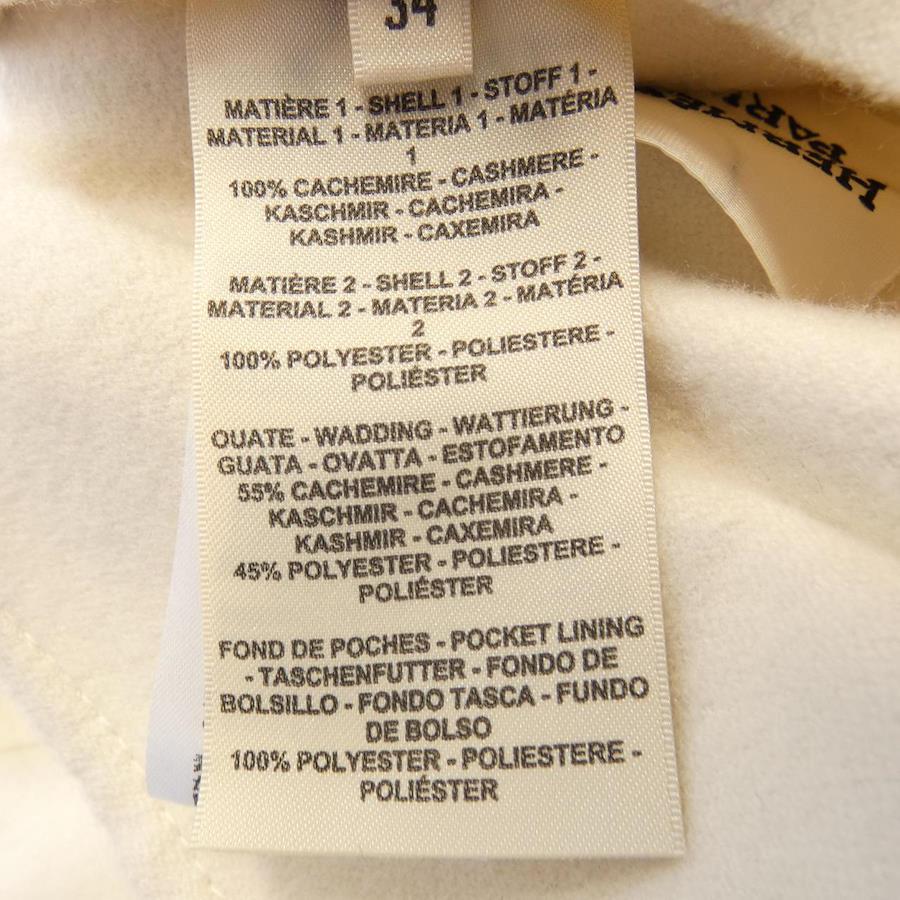 34
MATIÈRE 1 - SHELL 1 - STOFF 1 -
MATERIAL 1 - MATERIA 1 - MATÉRIA
1
100% CACHEMIRE - CASHMERE -
KASCHMIR - CACHEMIRA -
KASHMIR - CAXEMIRA
MATIÈRE 2 - SHELL 2 - STOFF 2 -
MATERIAL 2 - MATERIA 2 - MATÉRIA
2
100% POLYESTER - POLIESTERE -
POLIÉSTER
OUATE - WADDING - WATTIERUNG -
GUATA - OVATTA - ESTOFAMENTO
55% CACHEMIRE - CASHMERE -
KASCHMIR - CACHEMIRA -
KASHMIR - CAXEMIRA
45% POLYESTER - POLIESTERE -
POLIÉSTER
FOND DE POCHES - POCKET LINING
- TASCHENFUTTER - FONDO DE
BOLSILLO - FONDO TASCA - FUNDO
DE BOLSO
100% POLYESTER - POLIESTERE -
POLIÉSTER
HERMES
PARI